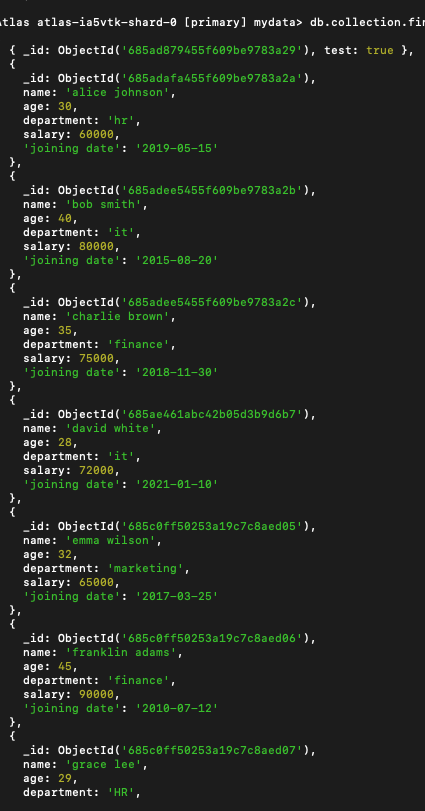 Atlas atlas-ia5vtk-shard-0 [primary] mydata> db.collection.fin
{ _id: ObjectId('685ad879455f609be9783a29'), test: true },
{
_id: ObjectId('685adafa455f609be9783a2a'),
name: 'alice johnson',
age: 30,
department: 'hr',
salary: 60000,
'joining date': '2019-05-15'
},
{
_id: ObjectId('685adee5455f609be9783a2b'),
name: 'bob smith',
age: 40,
department: 'it',
salary: 80000,
'joining date': '2015-08-20'
},
{
_id: ObjectId('685adee5455f609be9783a2c'),
name: 'charlie brown',
age: 35,
department: 'finance',
salary: 75000,
'joining date': '2018-11-30'
},
{
_id: ObjectId('685ae461abc42b05d3b9d6b7'),
name: 'david white',
age: 28,
department: 'it',
salary: 72000,
'joining date': '2021-01-10'
},
{
_id: ObjectId('685c0ff50253a19c7c8aed05'),
name: 'emma wilson',
age: 32,
department: 'marketing',
salary: 65000,
'joining date': '2017-03-25'
},
{
_id: ObjectId('685c0ff50253a19c7c8aed06'),
name: 'franklin adams',
age: 45,
department: 'finance',
salary: 90000,
'joining date': '2010-07-12'
},
{
_id: ObjectId('685c0ff50253a19c7c8aed07'),
name: 'grace lee',
age: 29,
department: 'HR',